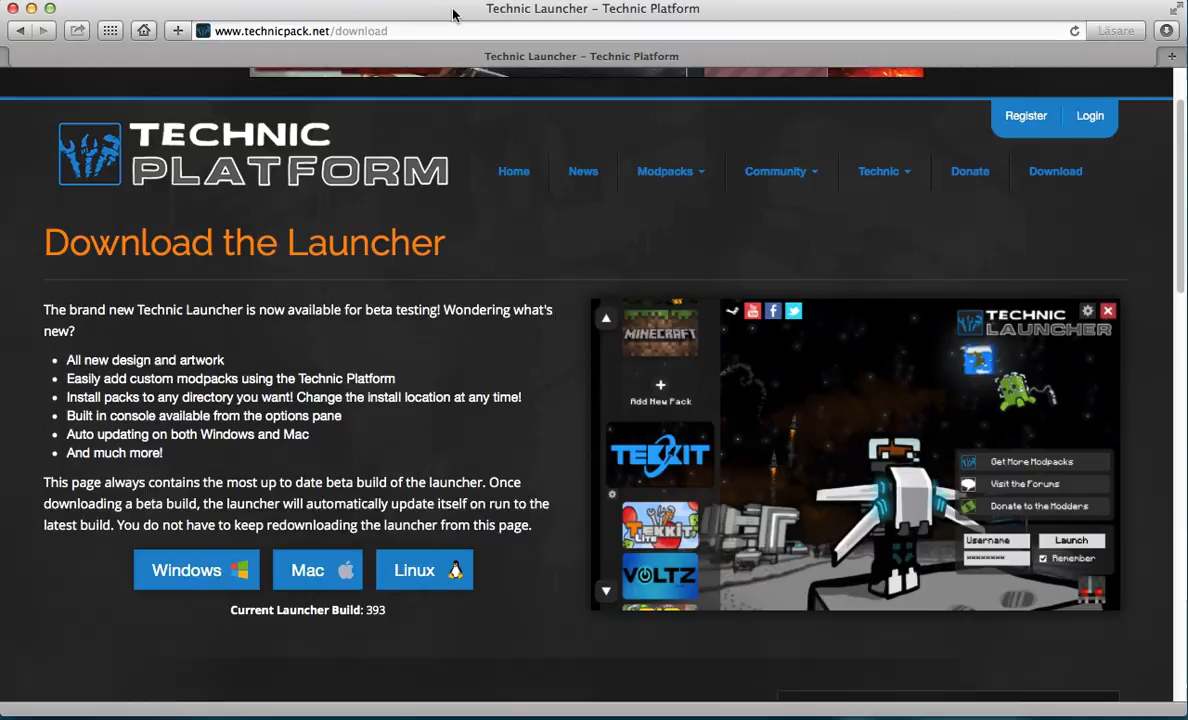 Technic Launcher – Technic Platform
www.technicpack.net/download
Läsare
Technic Launcher – Technic Platform
Register
Login
TECHNIC
PLATFORM
Home
News
Modpacks
Community
Technic
Donate
Download
Download the Launcher
The brand new Technic Launcher is now available for beta testing! Wondering what's
new?
All new design and artwork
Easily add custom modpacks using the Technic Platform
Install packs to any directory you want! Change the install location at any time!
Built in console available from the options pane
Auto updating on both Windows and Mac
And much more!
This page always contains the most up to date beta build of the launcher. Once
downloading a beta build, the launcher will automatically update itself on run to the
latest build. You do not have to keep redownloading the launcher from this page.
Windows
Mac
Linux
Current Launcher Build: 393
MINECRAFT
Add New Pack
TEKKIT
TEKKIT
Lite
VOLTZ
You
Tube
TECHNIC
LAUNCHER
Get More Modpacks
Visit the Forums
Donate to the Modders
Username
Launch
********
Remember